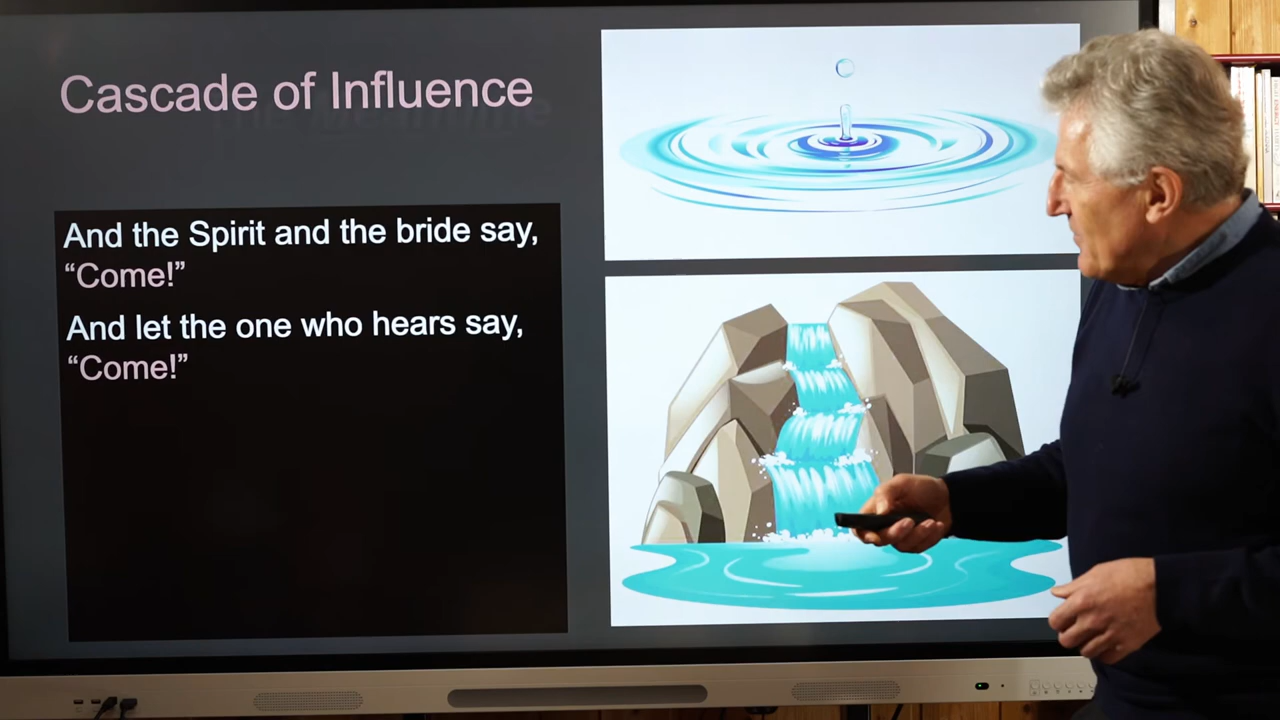 Cascade of Influence
And the Spirit and the bride say,
“Come!”
And let the one who hears say,
“Come!”